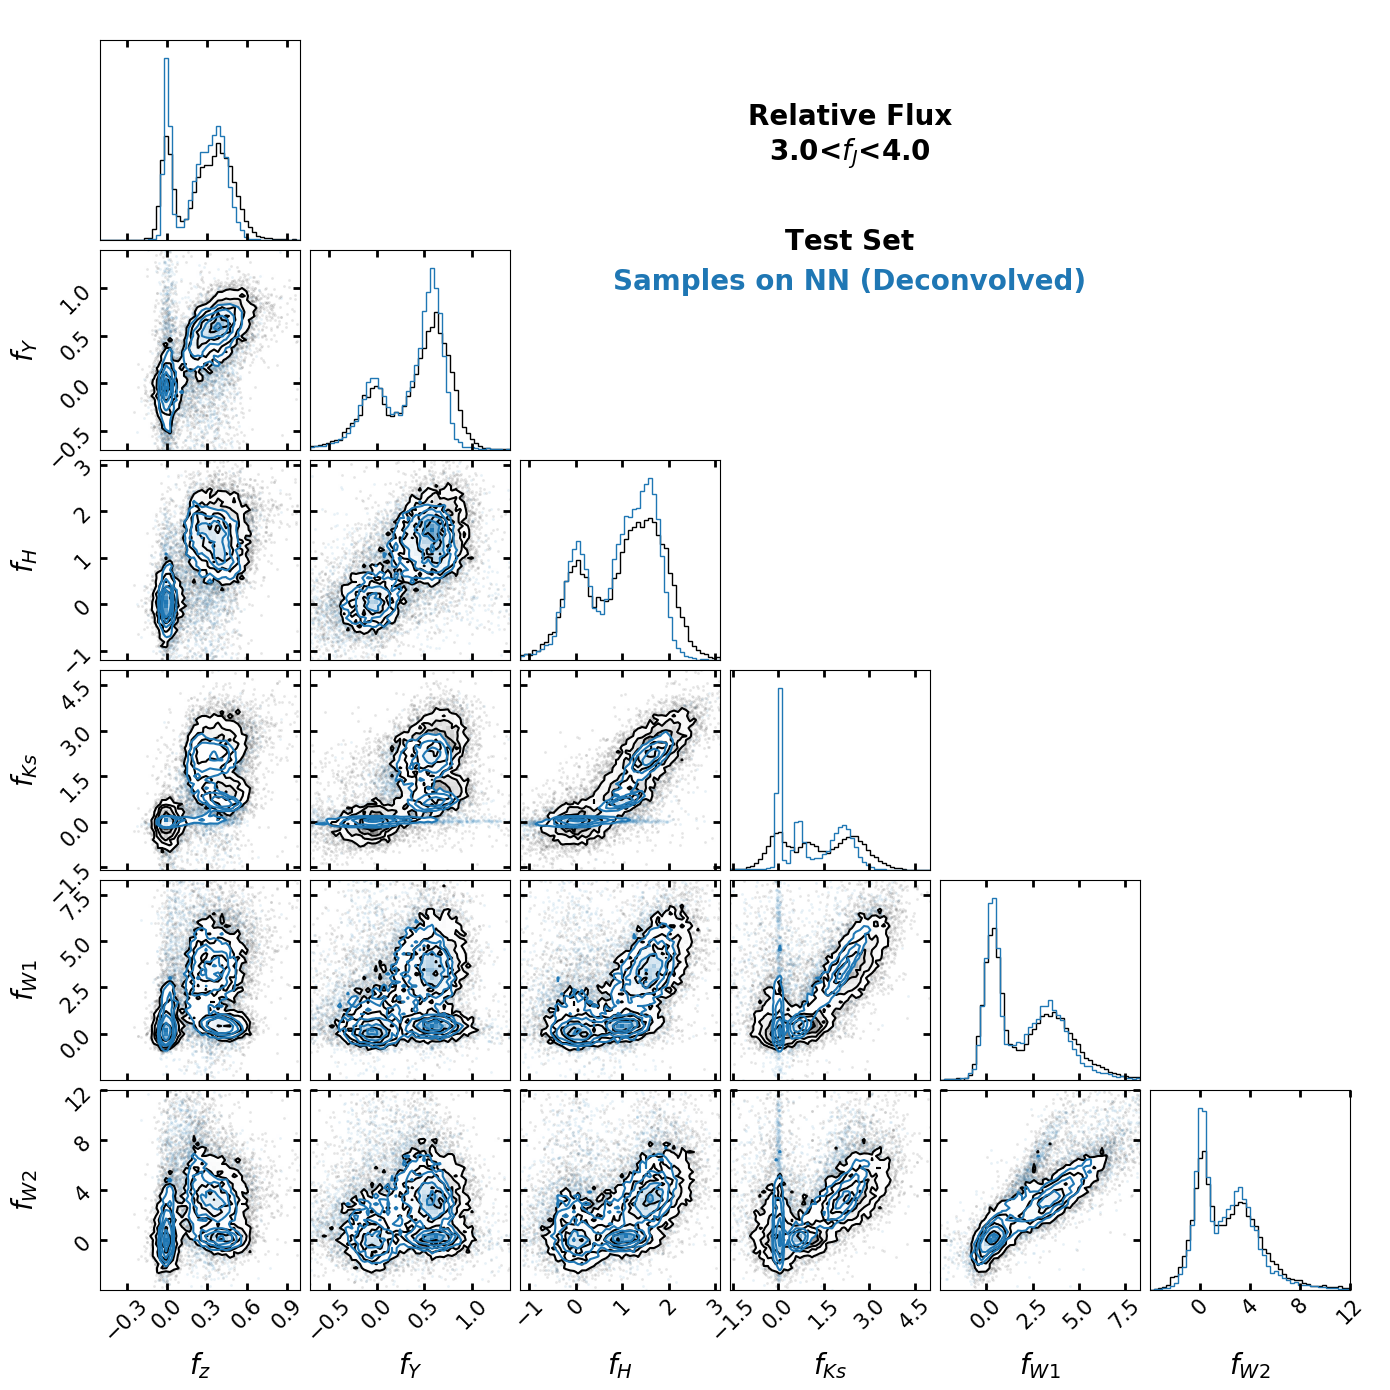 Relative Flux
3.0<f_J<4.0
Test Set
Samples on NN (Deconvolved)
f_Y
1.0
0.5
0.0
−0.5
f_H
3
2
1
0
−1
f_Ks
4.5
3.0
1.5
0.0
−1.5
f_W1
7.5
5.0
2.5
0.0
f_W2
12
8
4
0
−0.3 0.0 0.3 0.6 0.9 −0.5 0.0 0.5 1.0 −1 0 1 2 3 −1.5 0.0 1.5 3.0 4.5 0.0 2.5 5.0 7.5 0 4 8 12
f_z f_Y f_H f_Ks f_W1 f_W2